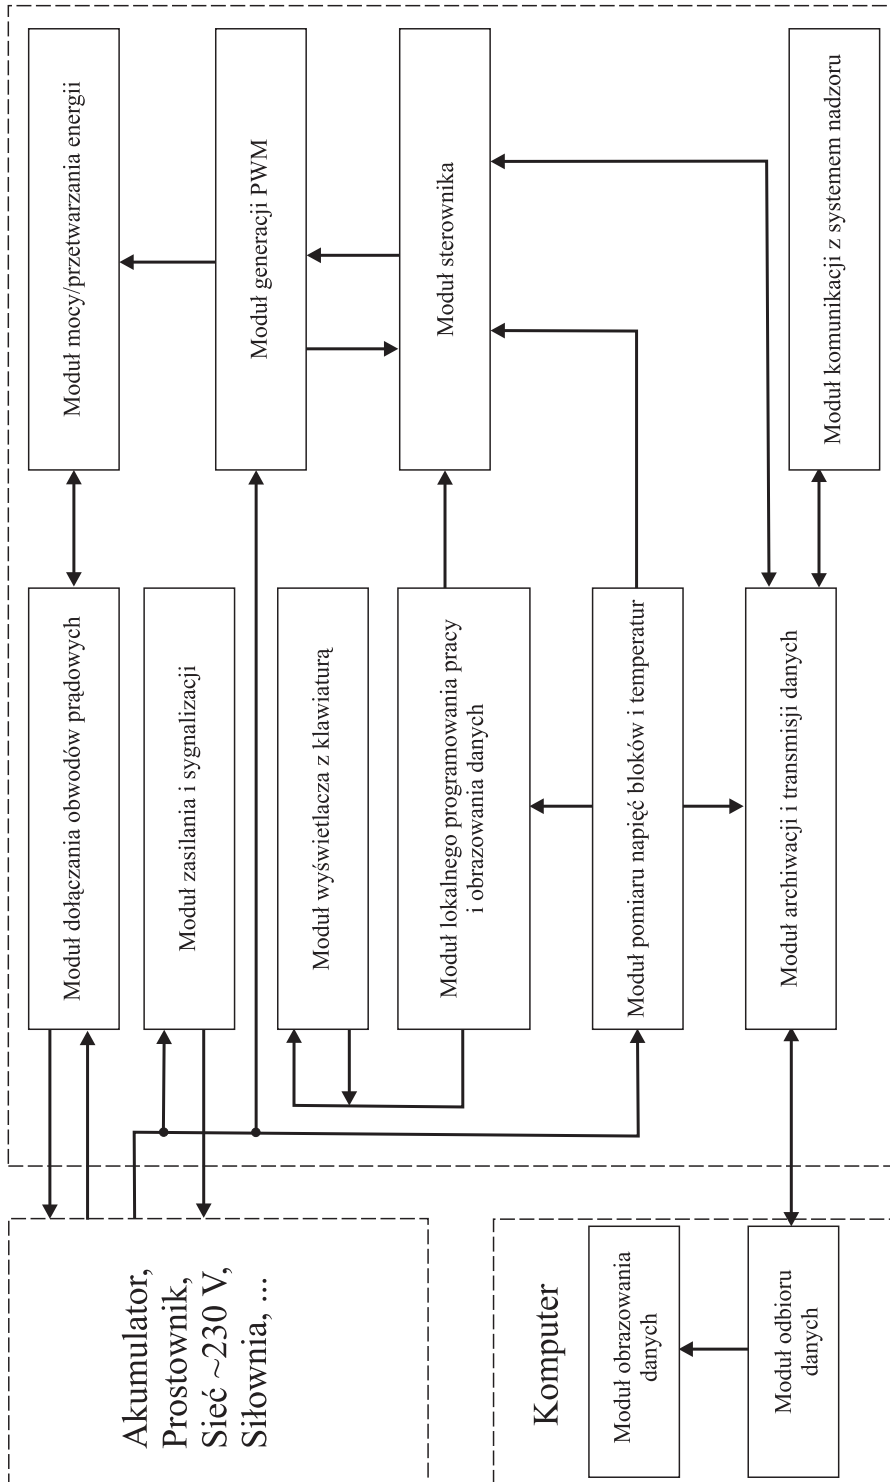 Moduł mocy/przetwarzania energii
Moduł generacji PWM
Moduł sterownika
Moduł komunikacji z systemem nadzoru
Moduł dołączania obwodów prądowych
Moduł zasilania i sygnalizacji
Moduł wyświetlacza z klawiaturą
Moduł lokalnego programowania pracy
i obrazowania danych
Moduł pomiaru napięć bloków i temperatur
Moduł archiwacji i transmisji danych
Akumulator,
Prostownik,
Sieć ~230 V,
Siłownia, ...
Komputer
Moduł obrazowania
danych
Moduł odbioru
danych